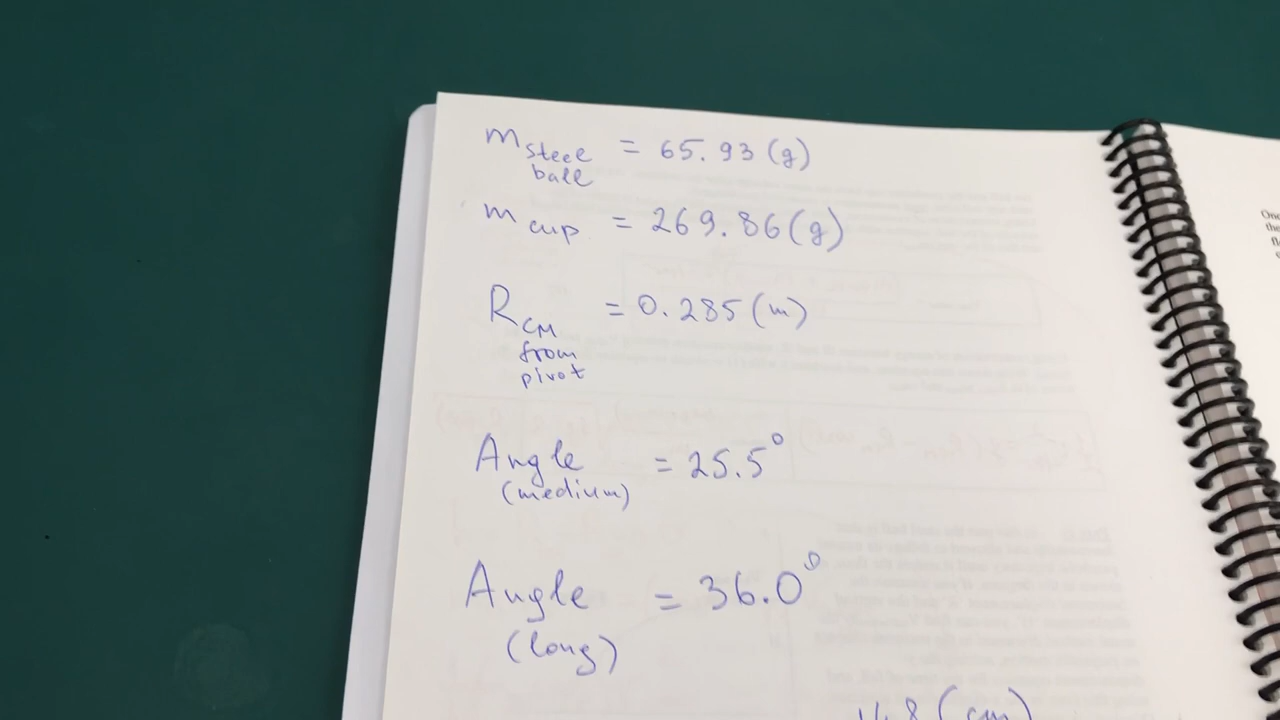 m steel ball = 65.93 (g)
m cup = 269.86 (g)
R CM from pivot = 0.285 (m)
Angle (medium) = 25.5°
Angle (long) = 36.0°
(cm)